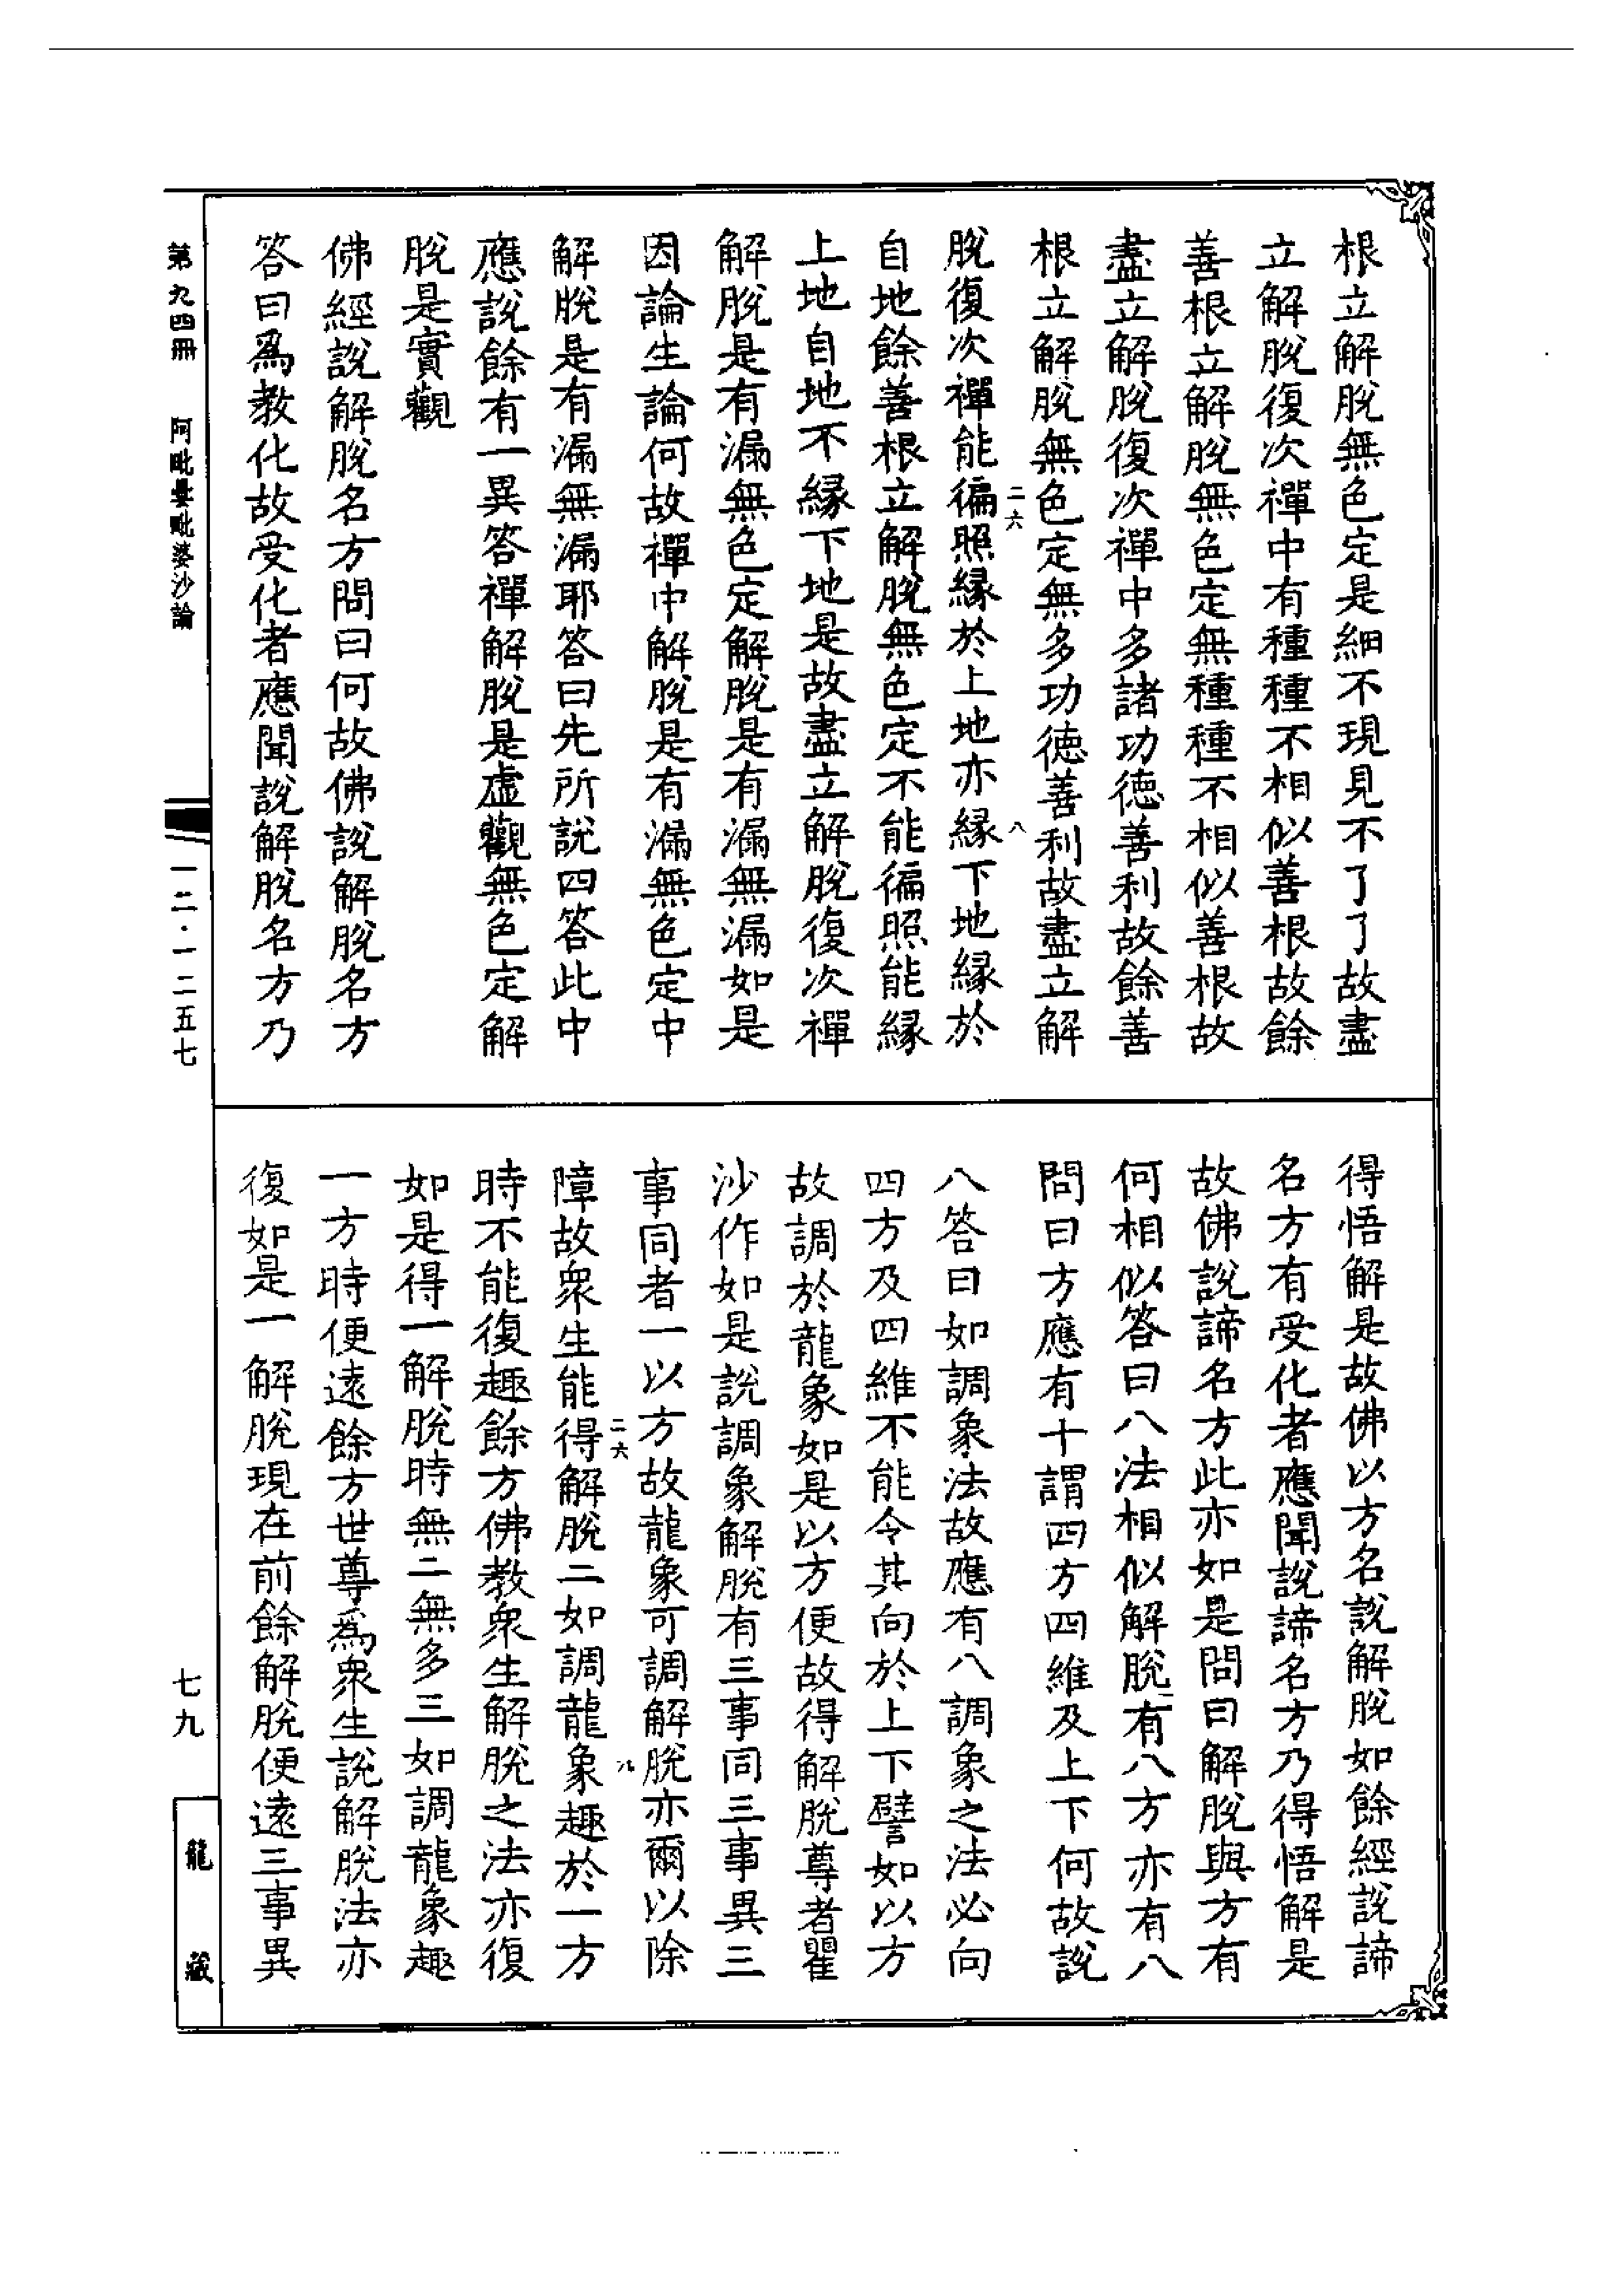 根立解脫無色定是細不現見不了了故盡
立解脫復次禪中有種種不相似善根故餘
善根立解脫無色定無種種不相似善根故
盡立解脫復次禪中多諸功德善利故餘善
根立解脫無色定無多功德善利故盡立解
二六 八
脫復次禪能徧照緣於上地亦緣下地緣於
自地餘善根立解脫無色定不能徧照能緣
上地自地不緣下地是故盡立解脫復次禪
解脫是有漏無色定解脫是有漏無漏如是
因論生論何故禪中解脫是有漏無色定中
解脫是有漏無漏耶答曰先所說四答此中
應說餘有一異答禪解脫是虛觀無色定解
脫是實觀
佛經說解脫名方問曰何故佛說解脫名方
答曰爲教化故受化者應聞說解脫名方乃
得悟解是故佛以方名說解脫如餘經說諦
名方有受化者應聞說諦名方乃得悟解是
故佛說諦名方此亦如是問曰解脫與方有
何相似答曰八法相似解脫有八方亦有八
問曰方應有十謂四方四維及上下何故說
八答曰如調象法故應有八調象之法必向
四方及四維不能令其向於上下譬如以方
故調於龍象如是以方便故得解脫尊者瞿
沙作如是說調象解脫有三事同三事異三
事同者一以方故龍象可調解脫亦爾以除
二六 九
障故衆生能得解脫二如調龍象趣於一方
時不能復趣餘方佛教衆生解脫之法亦復
如是得一解脫時無二無多三如調龍象趣
一方時便遠餘方世尊爲衆生說解脫法亦
復如是一解脫現在前餘解脫便遠三事異
第九四冊 阿毗曇毗婆沙論
一二·一二五七
七九
龍藏